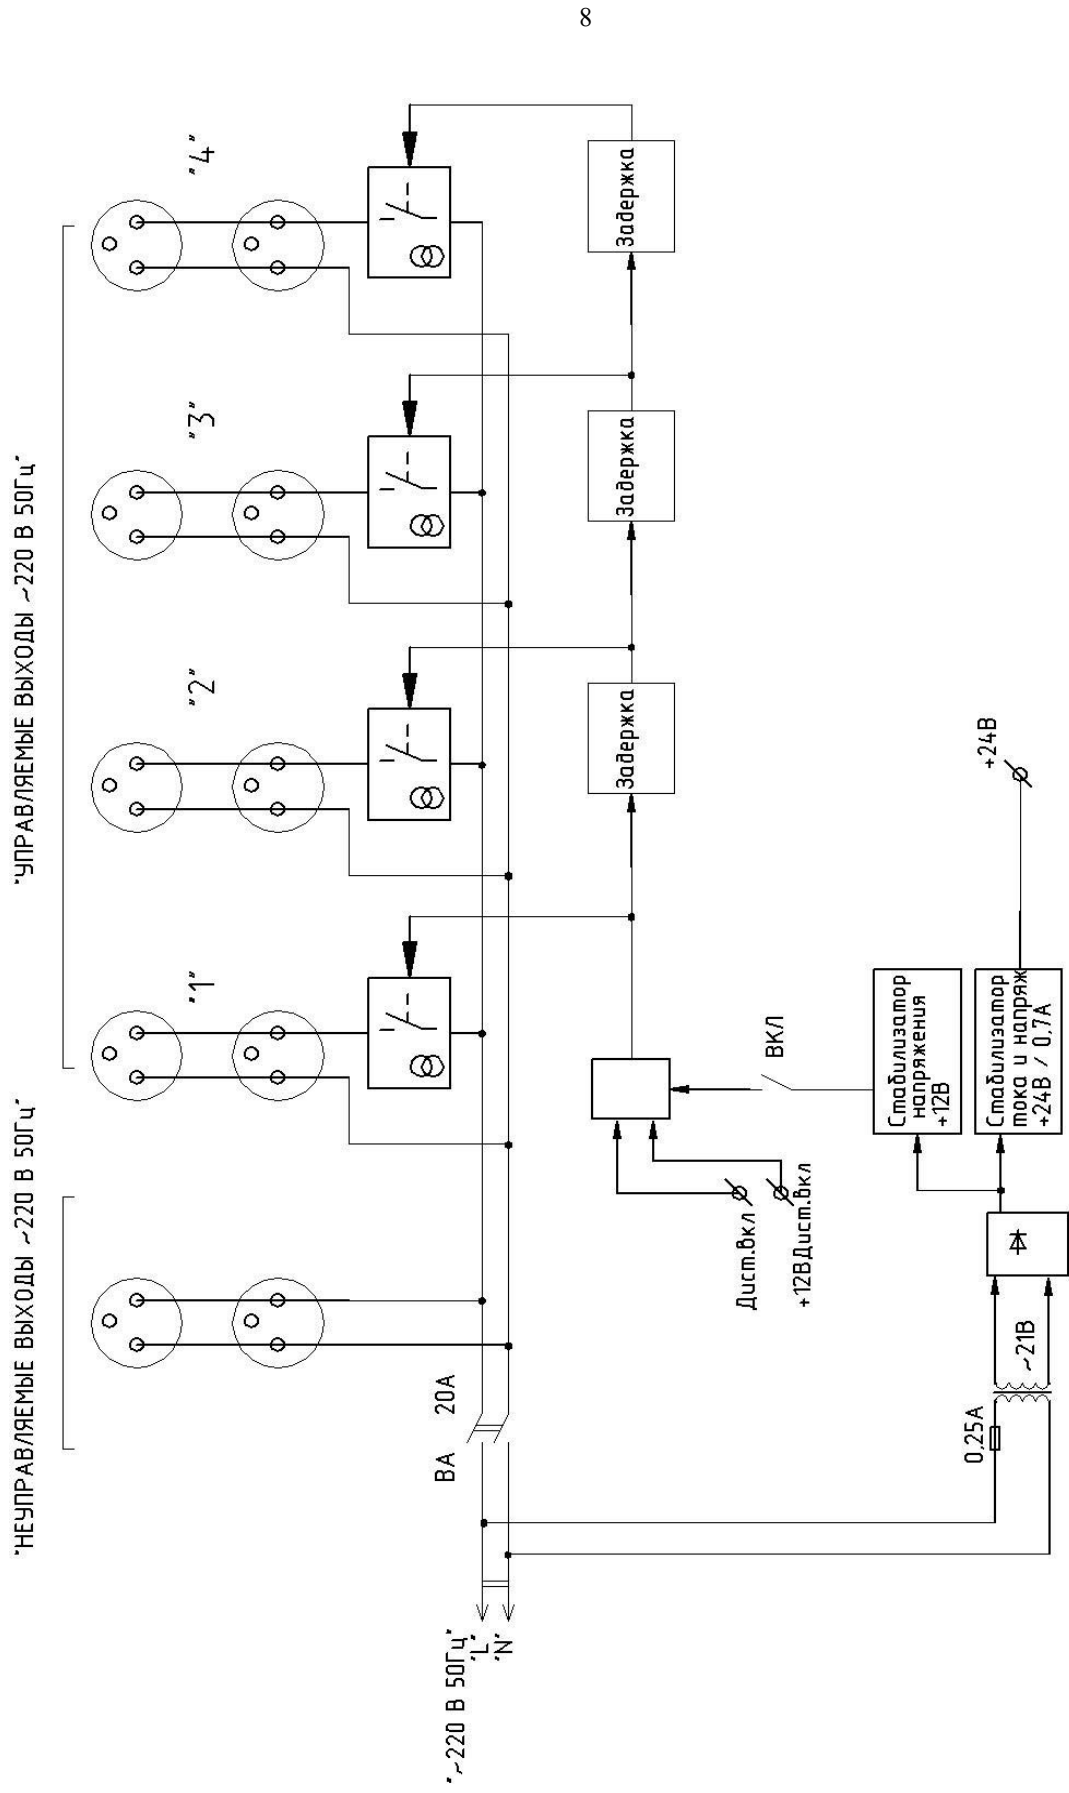 8
"НЕУПРАВЛЯЕМЫЕ ВЫХОДЫ ~220 В 50Гц"
"УПРАВЛЯЕМЫЕ ВЫХОДЫ ~220 В 50Гц"
"1"
"2"
"3"
"4"
ВА 20А
"~220 В 50Гц"
"L"
"N"
Задержка
Задержка
Задержка
Дист.вкл
+12ВДист.вкл
ВКЛ
Стабилизатор
напряжения
+12В
0,25А
~21В
Стабилизатор
тока и напряж
+24В / 0,7А
+24В